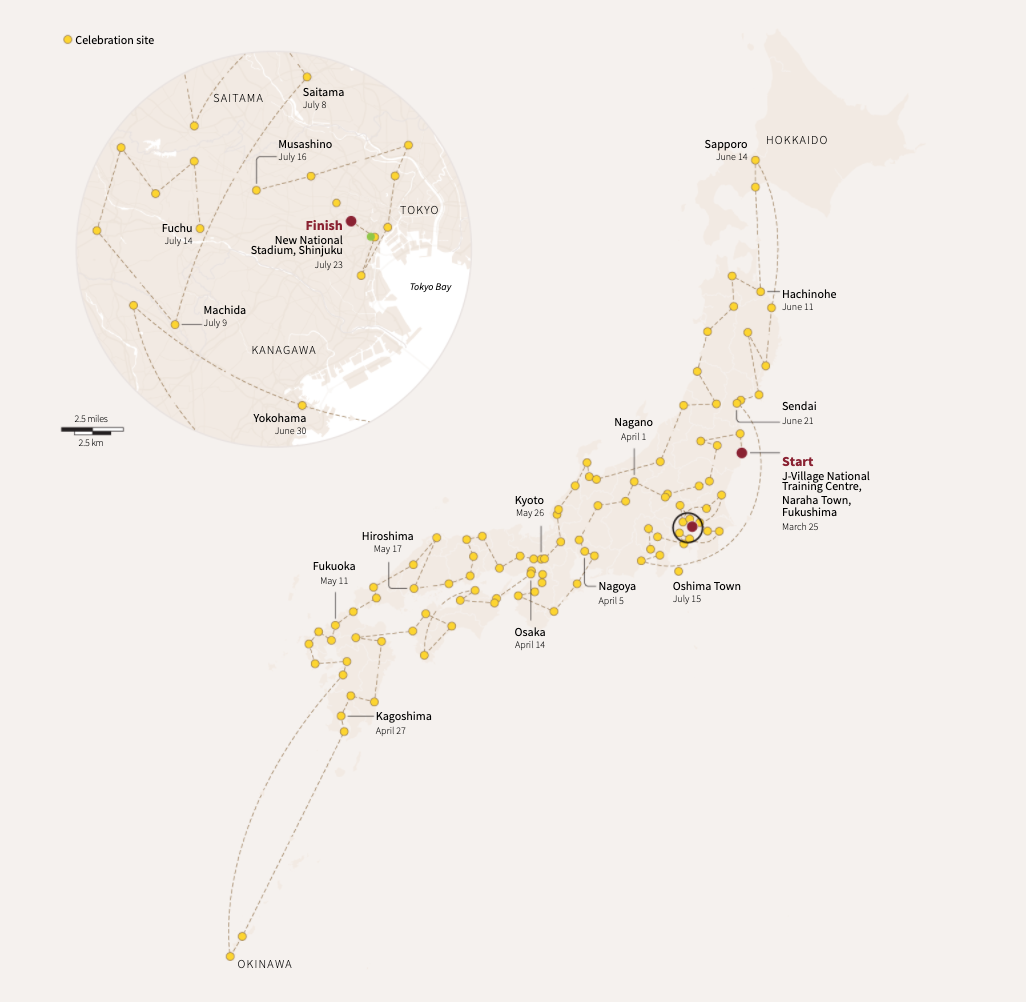 Celebration site
SAITAMA
Saitama
July 8
Musashino
July 16
TOKYO
Fuchu
July 14
Finish
New National
Stadium, Shinjuku
July 23
Tokyo Bay
Machida
July 9
KANAGAWA
Yokohama
June 30
2.5 miles
2.5 km
HOKKAIDO
Sapporo
June 14
Hachinohe
June 11
Sendai
June 21
Nagano
April 1
Start
J-Village National
Training Centre,
Naraha Town,
Fukushima
March 25
Kyoto
May 26
Hiroshima
May 17
Fukuoka
May 11
Nagoya
April 5
Oshima Town
July 15
Osaka
April 14
Kagoshima
April 27
OKINAWA